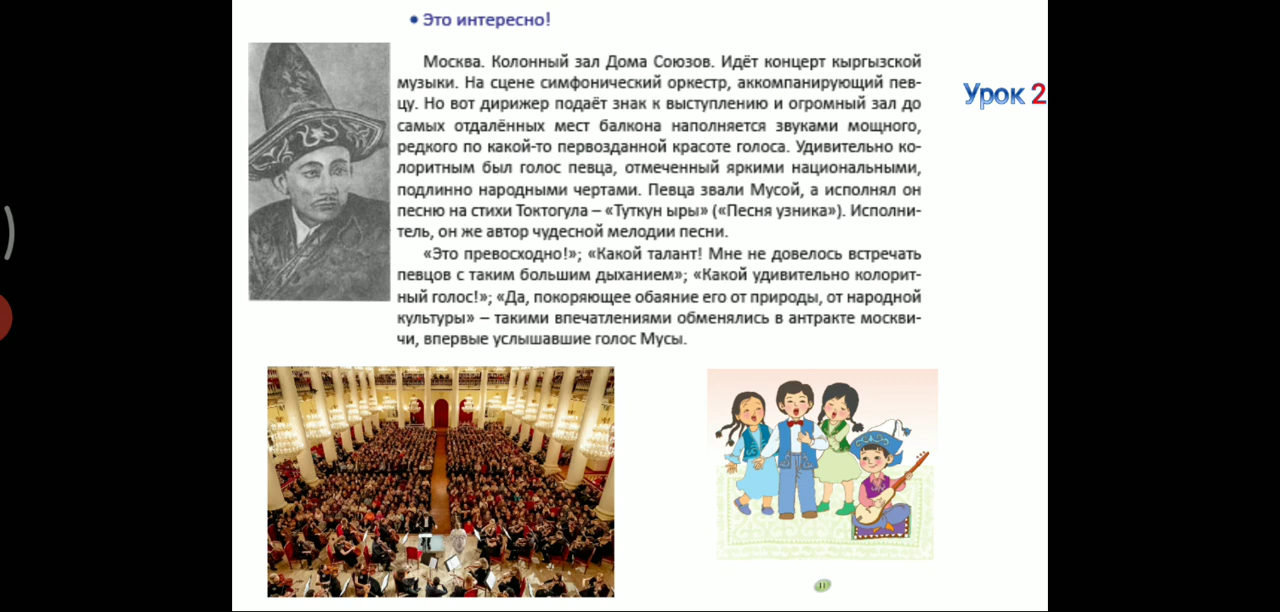 • Это интересно!
Москва. Колонный зал Дома Союзов. Идёт концерт кыргызской
музыки. На сцене симфонический оркестр, аккомпанирующий пев-
цу. Но вот дирижер подаёт знак к выступлению и огромный зал до
самых отдалённых мест балкона наполняется звуками мощного,
редкого по какой-то первозданной красоте голоса. Удивительно ко-
лоритным был голос певца, отмеченный яркими национальными,
подлинно народными чертами. Певца звали Мусой, а исполнял он
песню на стихи Токтогула – «Туткун ыры» («Песня узника»). Исполни-
тель, он же автор чудесной мелодии песни.
«Это превосходно!»; «Какой талант! Мне не довелось встречать
певцов с таким большим дыханием»; «Какой удивительно колорит-
ный голос!»; «Да, покоряющее обаяние его от природы, от народной
культуры» – такими впечатлениями обменялись в антракте москви-
чи, впервые услышавшие голос Мусы.
Урок 2
11